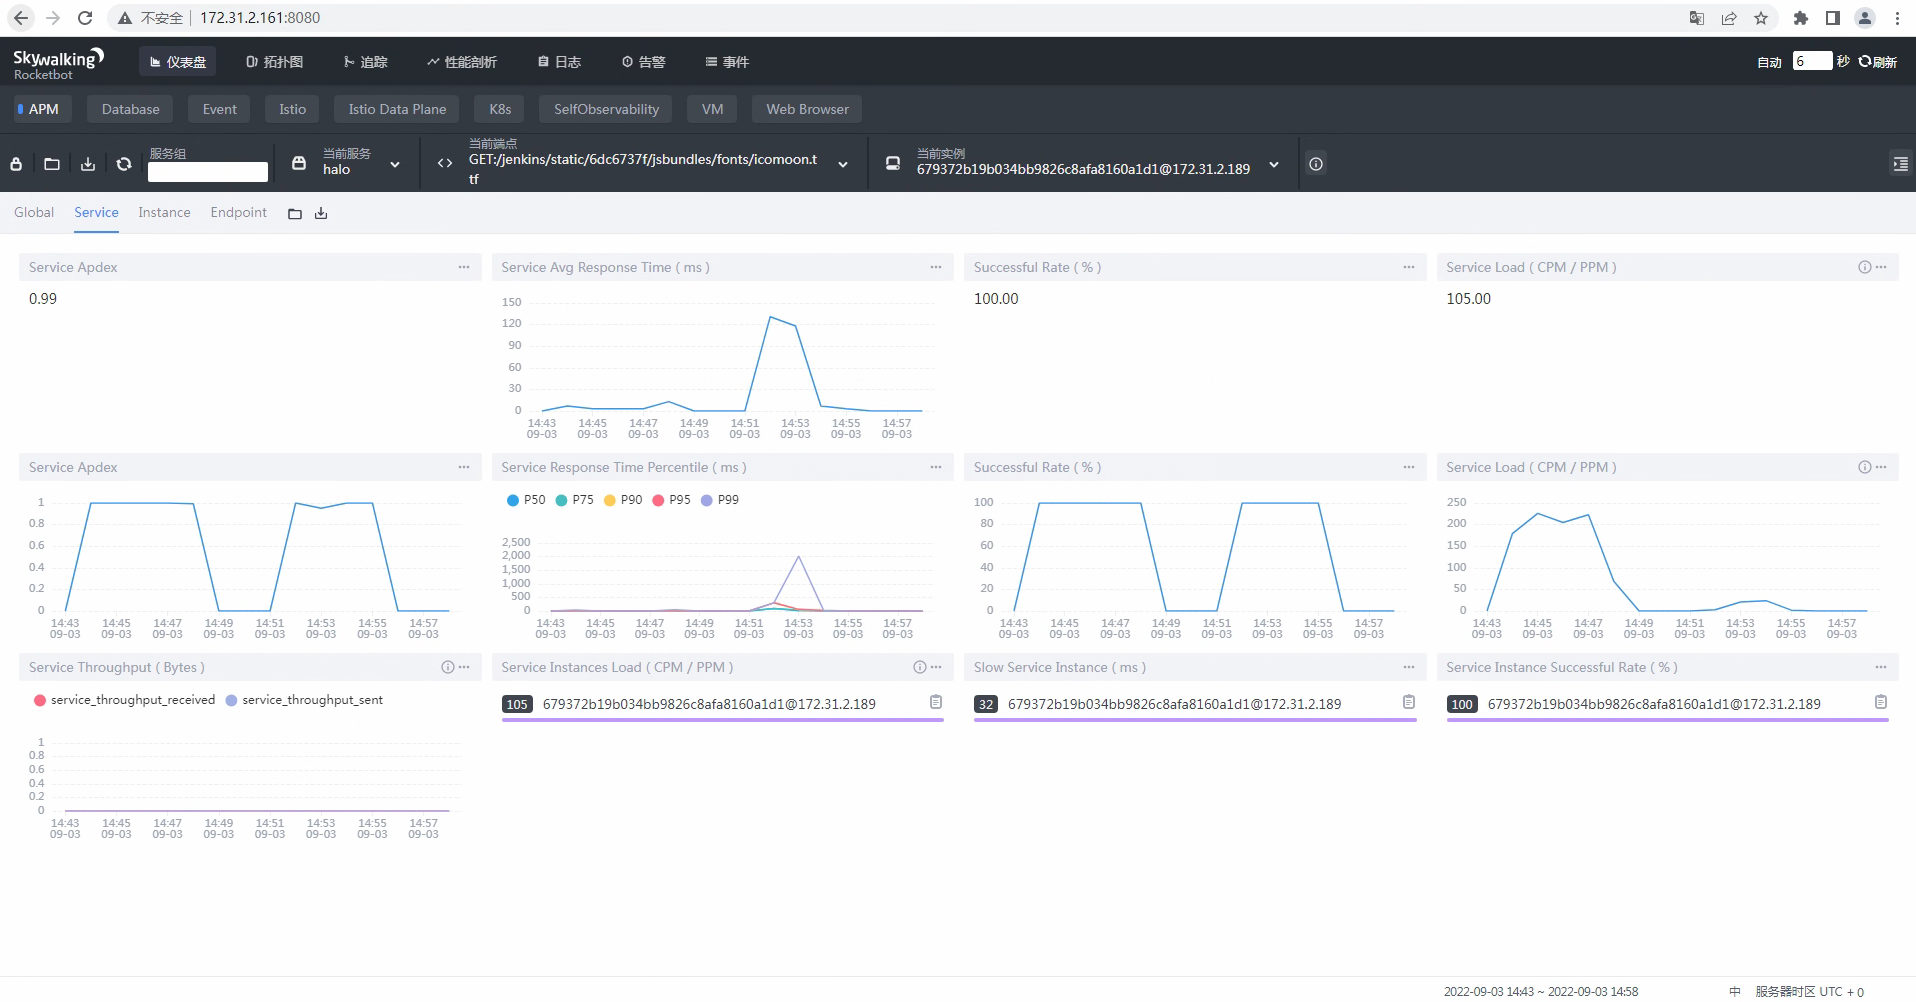 不安全 172.31.2.161:8080
Skywalking
Rocketbot
仪表盘 拓扑图 追踪 性能剖析 日志 告警 事件 自动 6 秒 刷新
APM Database Event Istio Istio Data Plane K8s SelfObservability VM Web Browser
服务组
当前服务
halo
当前端点
GET:/jenkins/static/6dc6737f/jsbundles/fonts/icomoon.t
tf
当前实例
679372b19b034bb9826c8afa8160a1d1@172.31.2.189
Global Service Instance Endpoint
Service Apdex
0.99
Service Avg Response Time ( ms )
150
120
90
60
30
0
14:43 14:45 14:47 14:49 14:51 14:53 14:55 14:57
09-03 09-03 09-03 09-03 09-03 09-03 09-03 09-03
Successful Rate ( % )
100.00
Service Load ( CPM / PPM )
105.00
Service Apdex
1
0.8
0.6
0.4
0.2
0
14:43 14:45 14:47 14:49 14:51 14:53 14:55 14:57
09-03 09-03 09-03 09-03 09-03 09-03 09-03 09-03
Service Response Time Percentile ( ms )
P50 P75 P90 P95 P99
2,500
2,000
1,500
1,000
500
0
14:43 14:45 14:47 14:49 14:51 14:53 14:55 14:57
09-03 09-03 09-03 09-03 09-03 09-03 09-03 09-03
Successful Rate ( % )
100
80
60
40
20
0
14:43 14:45 14:47 14:49 14:51 14:53 14:55 14:57
09-03 09-03 09-03 09-03 09-03 09-03 09-03 09-03
Service Load ( CPM / PPM )
250
200
150
100
50
0
14:43 14:45 14:47 14:49 14:51 14:53 14:55 14:57
09-03 09-03 09-03 09-03 09-03 09-03 09-03 09-03
Service Throughput ( Bytes )
service_throughput_received service_throughput_sent
1
0.8
0.6
0.4
0.2
0
14:43 14:45 14:47 14:49 14:51 14:53 14:55 14:57
09-03 09-03 09-03 09-03 09-03 09-03 09-03 09-03
Service Instances Load ( CPM / PPM )
105 679372b19b034bb9826c8afa8160a1d1@172.31.2.189
Slow Service Instance ( ms )
32 679372b19b034bb9826c8afa8160a1d1@172.31.2.189
Service Instance Successful Rate ( % )
100 679372b19b034bb9826c8afa8160a1d1@172.31.2.189
2022-09-03 14:43 ~ 2022-09-03 14:58 中 服务器时区 UTC + 0